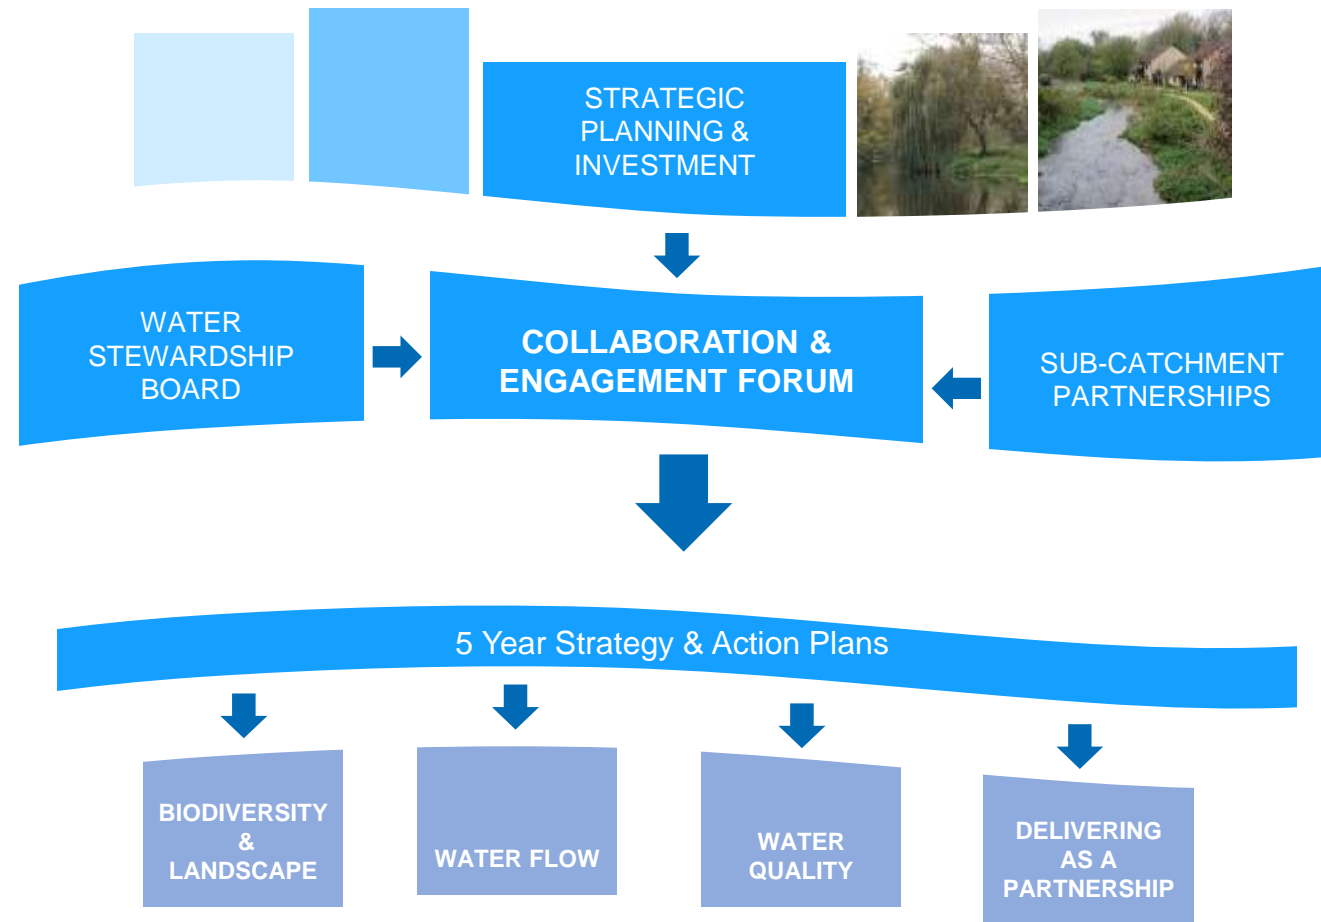 STRATEGIC
PLANNING &
INVESTMENT
WATER
STEWARDSHIP
BOARD
COLLABORATION &
ENGAGEMENT FORUM
SUB-CATCHMENT
PARTNERSHIPS
5 Year Strategy & Action Plans
BIODIVERSITY
&
LANDSCAPE
WATER FLOW
WATER
QUALITY
DELIVERING
AS A
PARTNERSHIP